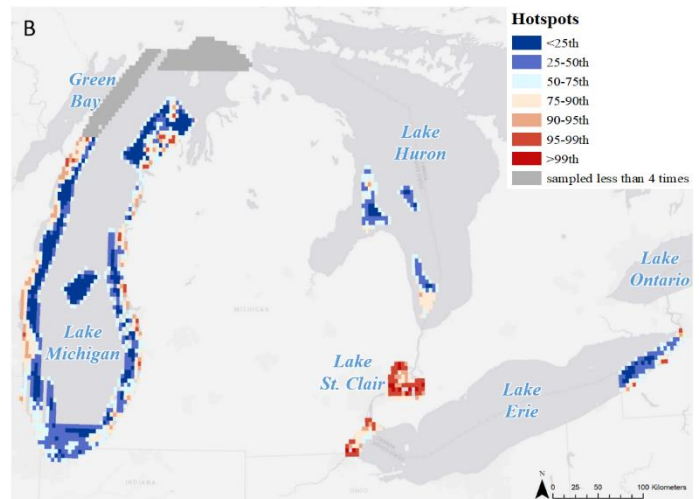 B
Hotspots
<25th
25-50th
50-75th
75-90th
90-95th
95-99th
>99th
sampled less than 4 times
Green
Bay
Lake
Huron
Lake
Ontario
Lake
Michigan
MICHIGAN
Lake
St. Clair
Lake
Erie
INDIANA
OHIO
N
0 25 50 100 Kilometers